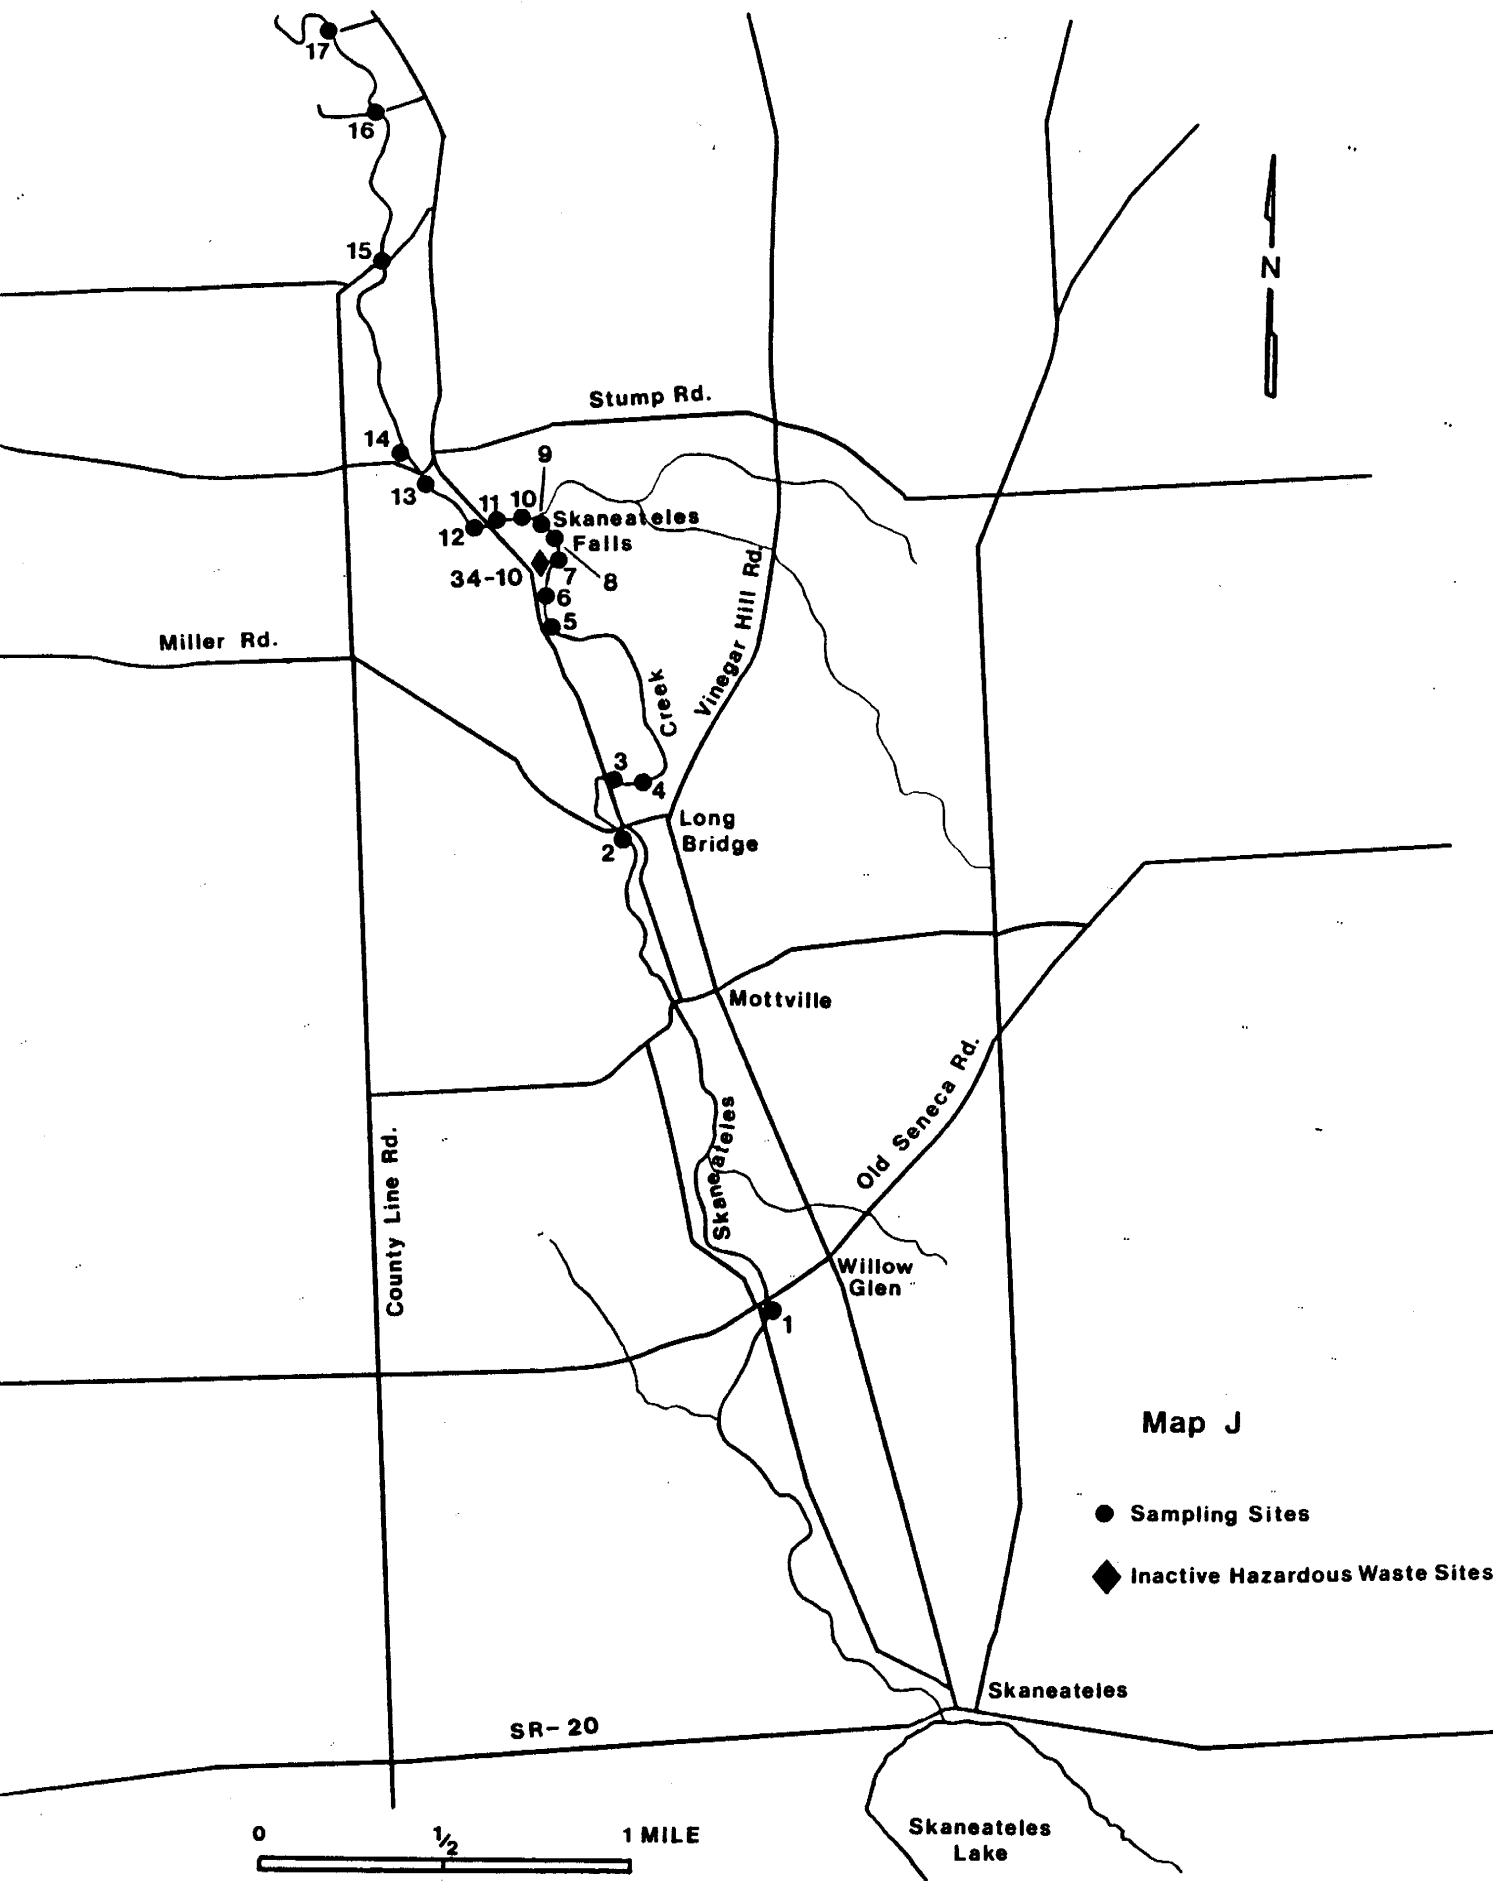 17
16
15
N
Stump Rd.
14
9
13
11
10
12
Skaneateles
Falls
34-10
7
8
6
5
Miller Rd.
Vinegar Hill Rd.
Creek
3
4
Long
Bridge
2
Mottville
Old Seneca Rd.
Skaneateles
County Line Rd.
Willow
Glen
1
Map J
Sampling Sites
Inactive Hazardous Waste Sites
Skaneateles
SR-20
Skaneateles
Lake
0
1/2
1 MILE